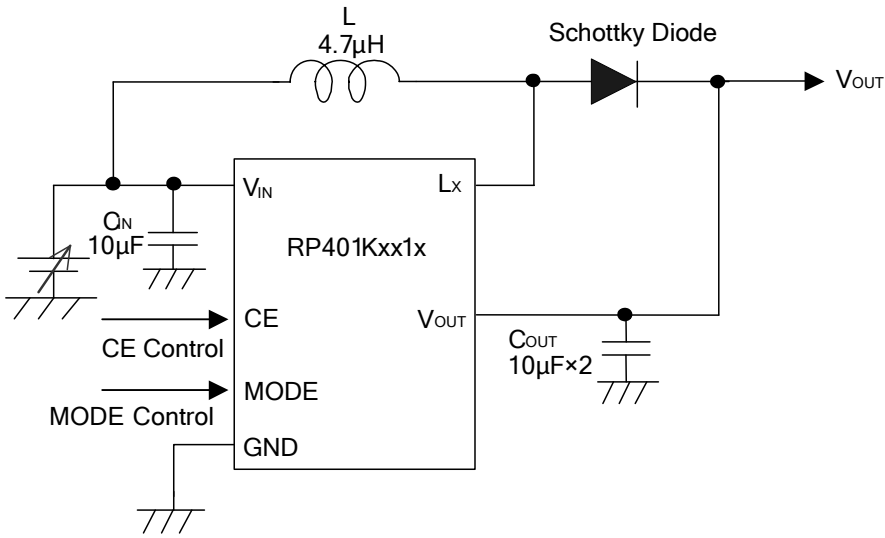 L
4.7µH
Schottky Diode
VOUT
VIN
LX
CIN
10µF
RP401Kxx1x
CE
VOUT
CE Control
COUT
10µF×2
MODE
MODE Control
GND